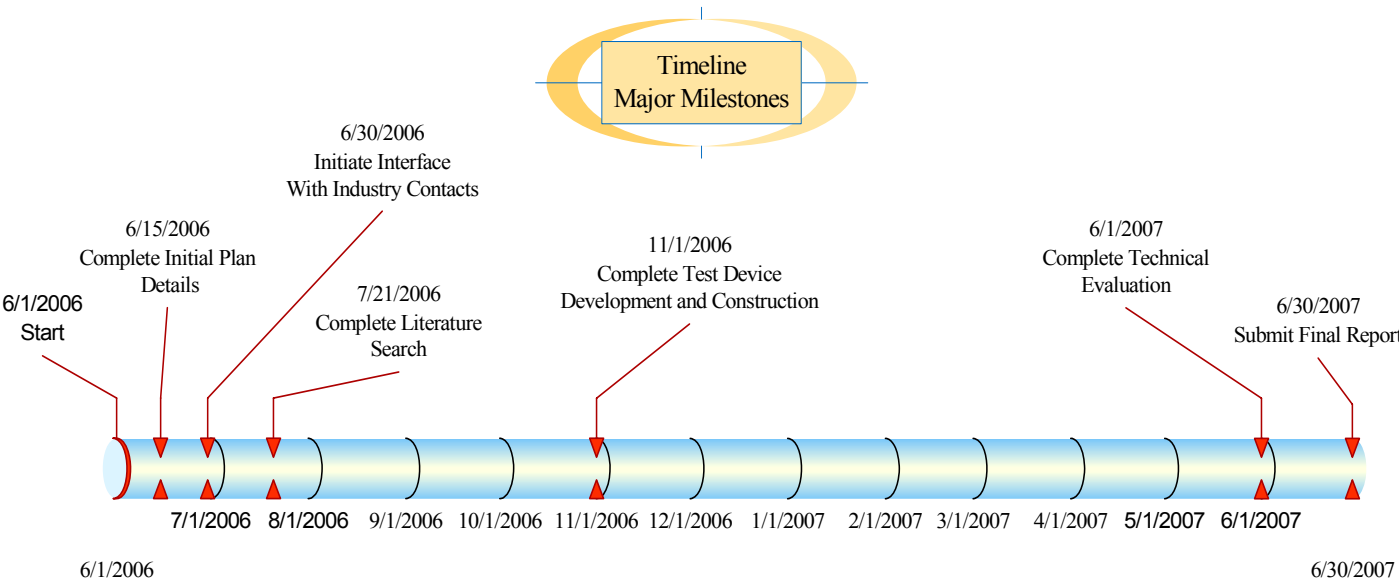 Timeline
Major Milestones
6/30/2006
Initiate Interface
With Industry Contacts
6/15/2006
Complete Initial Plan
Details
6/1/2006
Start
7/21/2006
Complete Literature
Search
11/1/2006
Complete Test Device
Development and Construction
6/1/2007
Complete Technical
Evaluation
6/30/2007
Submit Final Report
7/1/2006 8/1/2006 9/1/2006 10/1/2006 11/1/2006 12/1/2006 1/1/2007 2/1/2007 3/1/2007 4/1/2007 5/1/2007 6/1/2007
6/1/2006 6/30/2007